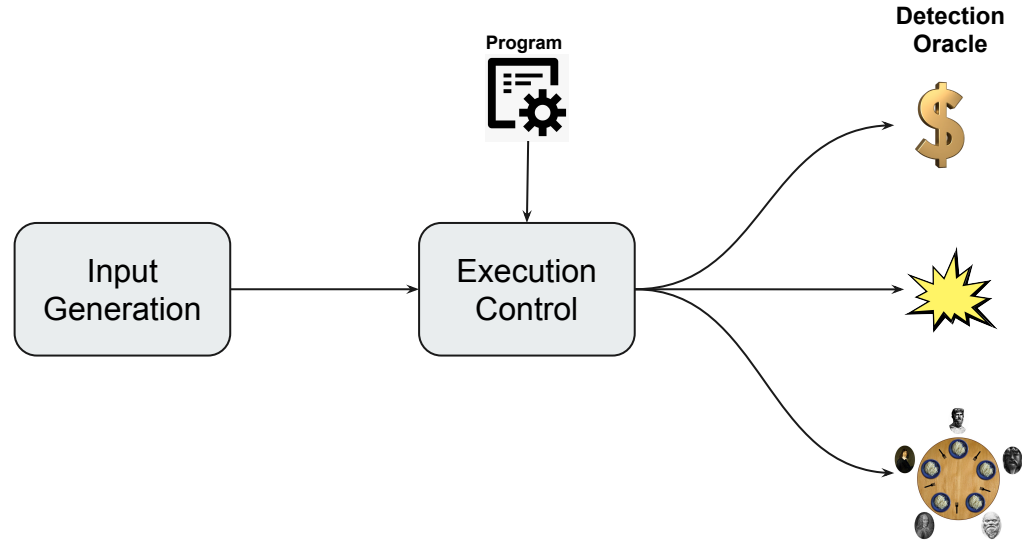 Detection
Oracle
Program
Input
Generation
Execution
Control